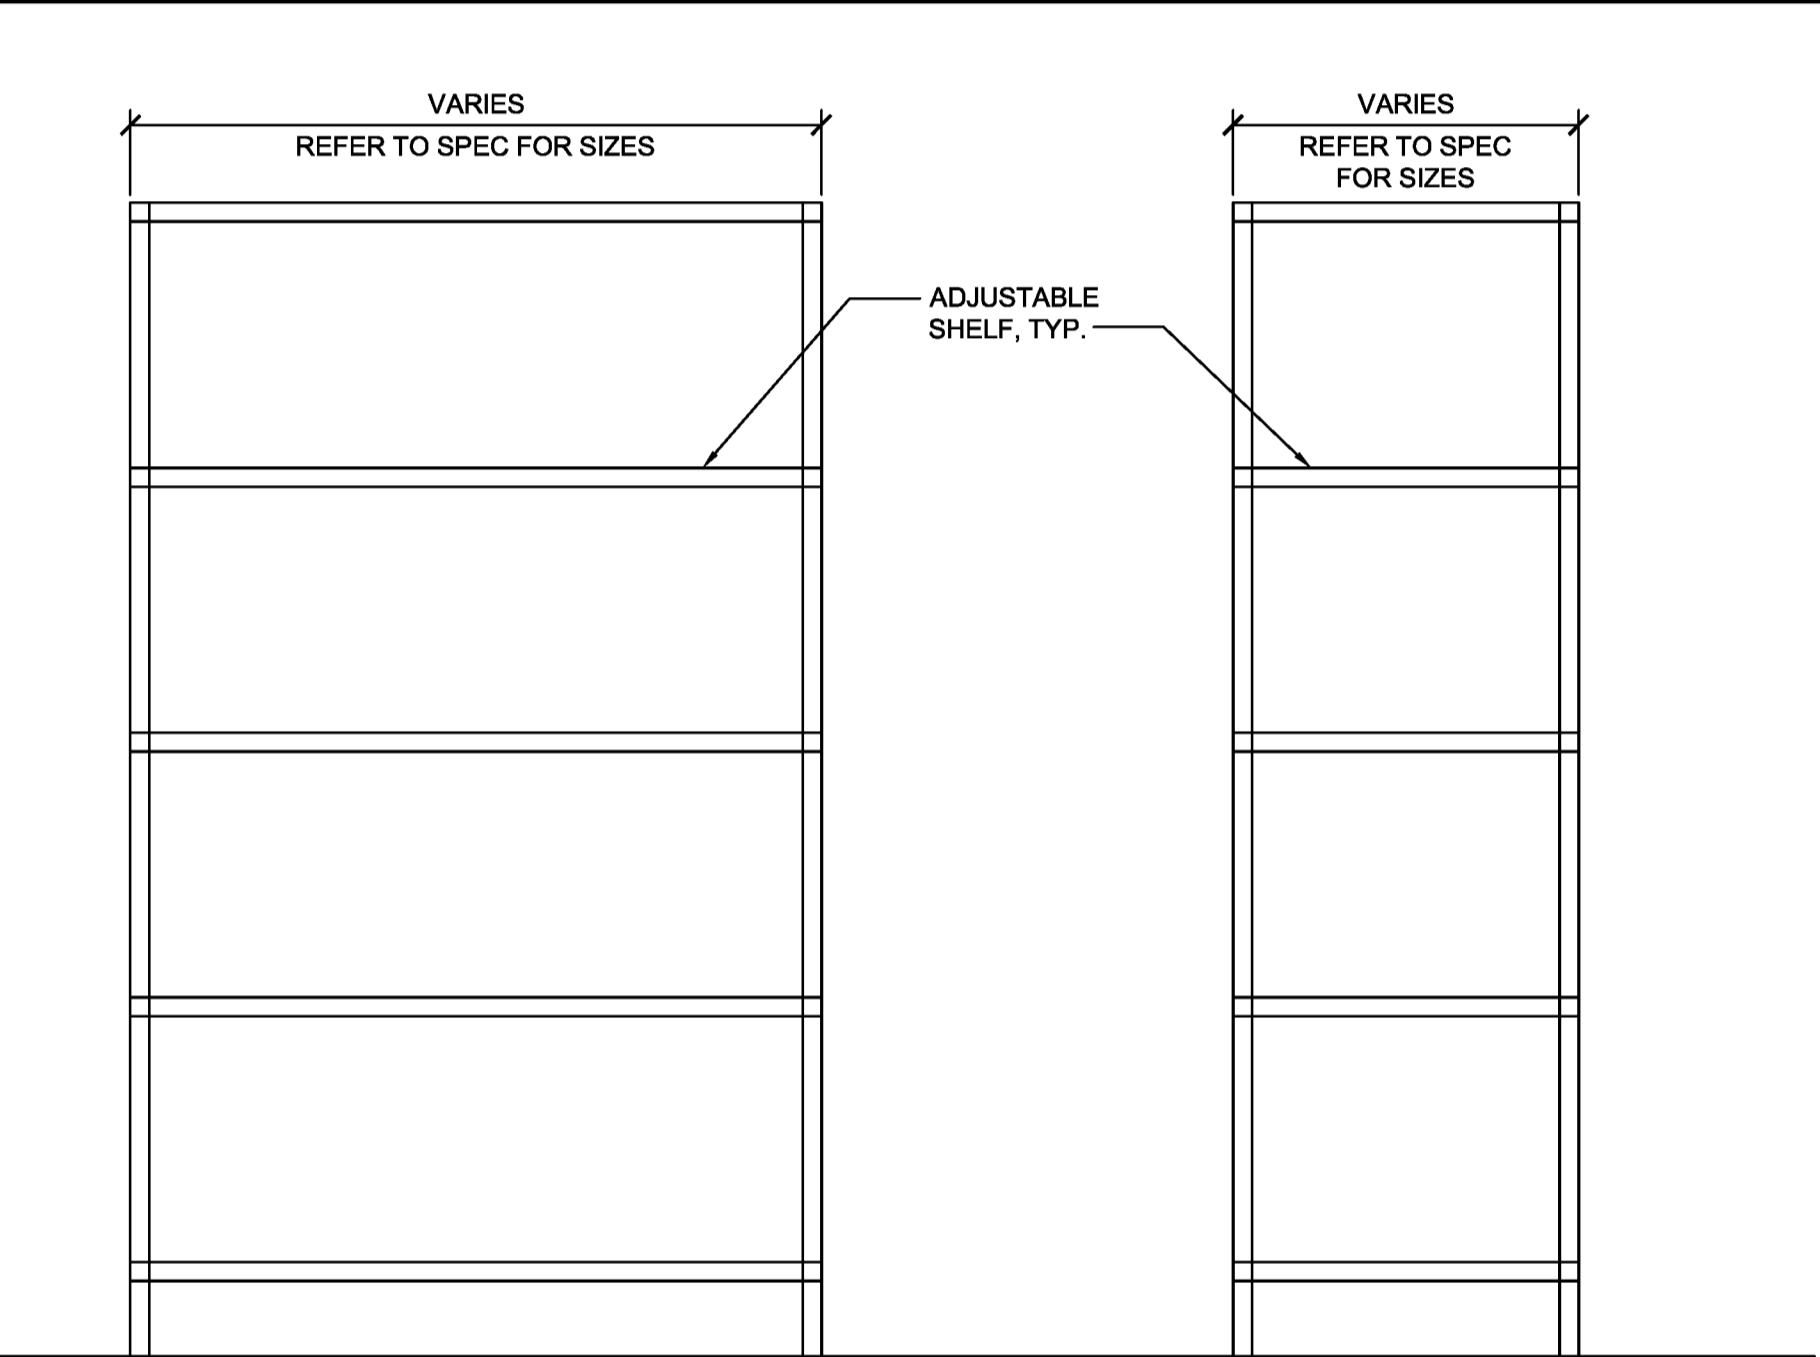 VARIES
REFER TO SPEC FOR SIZES
VARIES
REFER TO SPEC
FOR SIZES
ADJUSTABLE
SHELF, TYP.